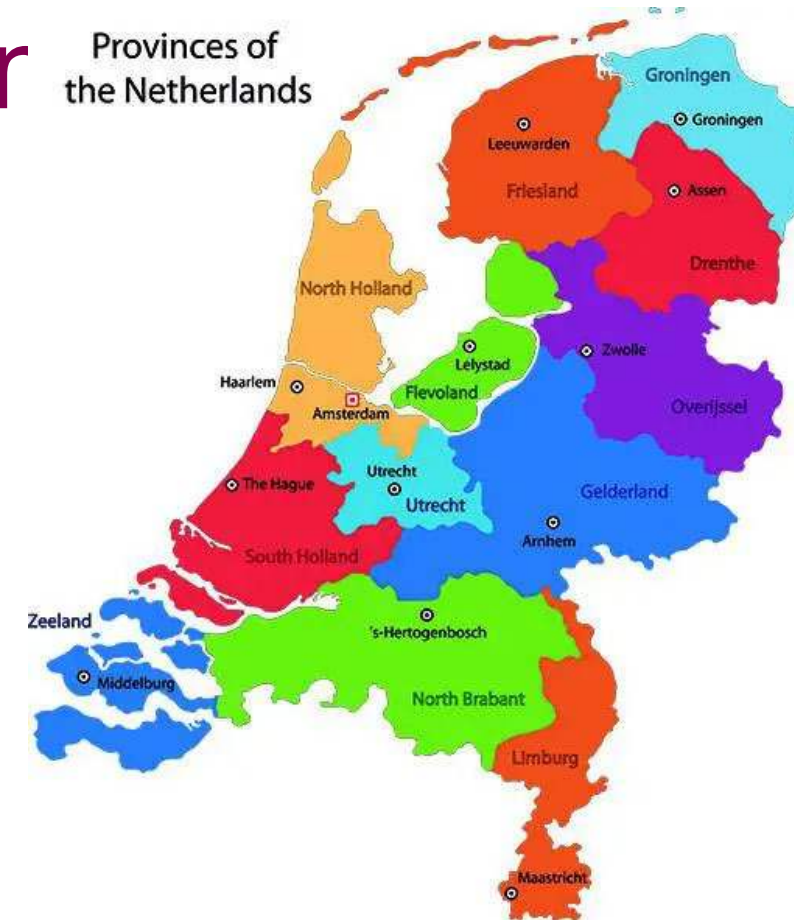 r
Provinces of
the Netherlands
Groningen
Groningen
Leeuwarden
Friesland
Assen
Drenthe
North Holland
Lelystad
Zwolle
Haarlem
Flevoland
Amsterdam
Overijssel
Utrecht
The Hague
Utrecht
Gelderland
Arnhem
South Holland
Zeeland
's-Hertogenbosch
Middelburg
North Brabant
Limburg
Maastricht